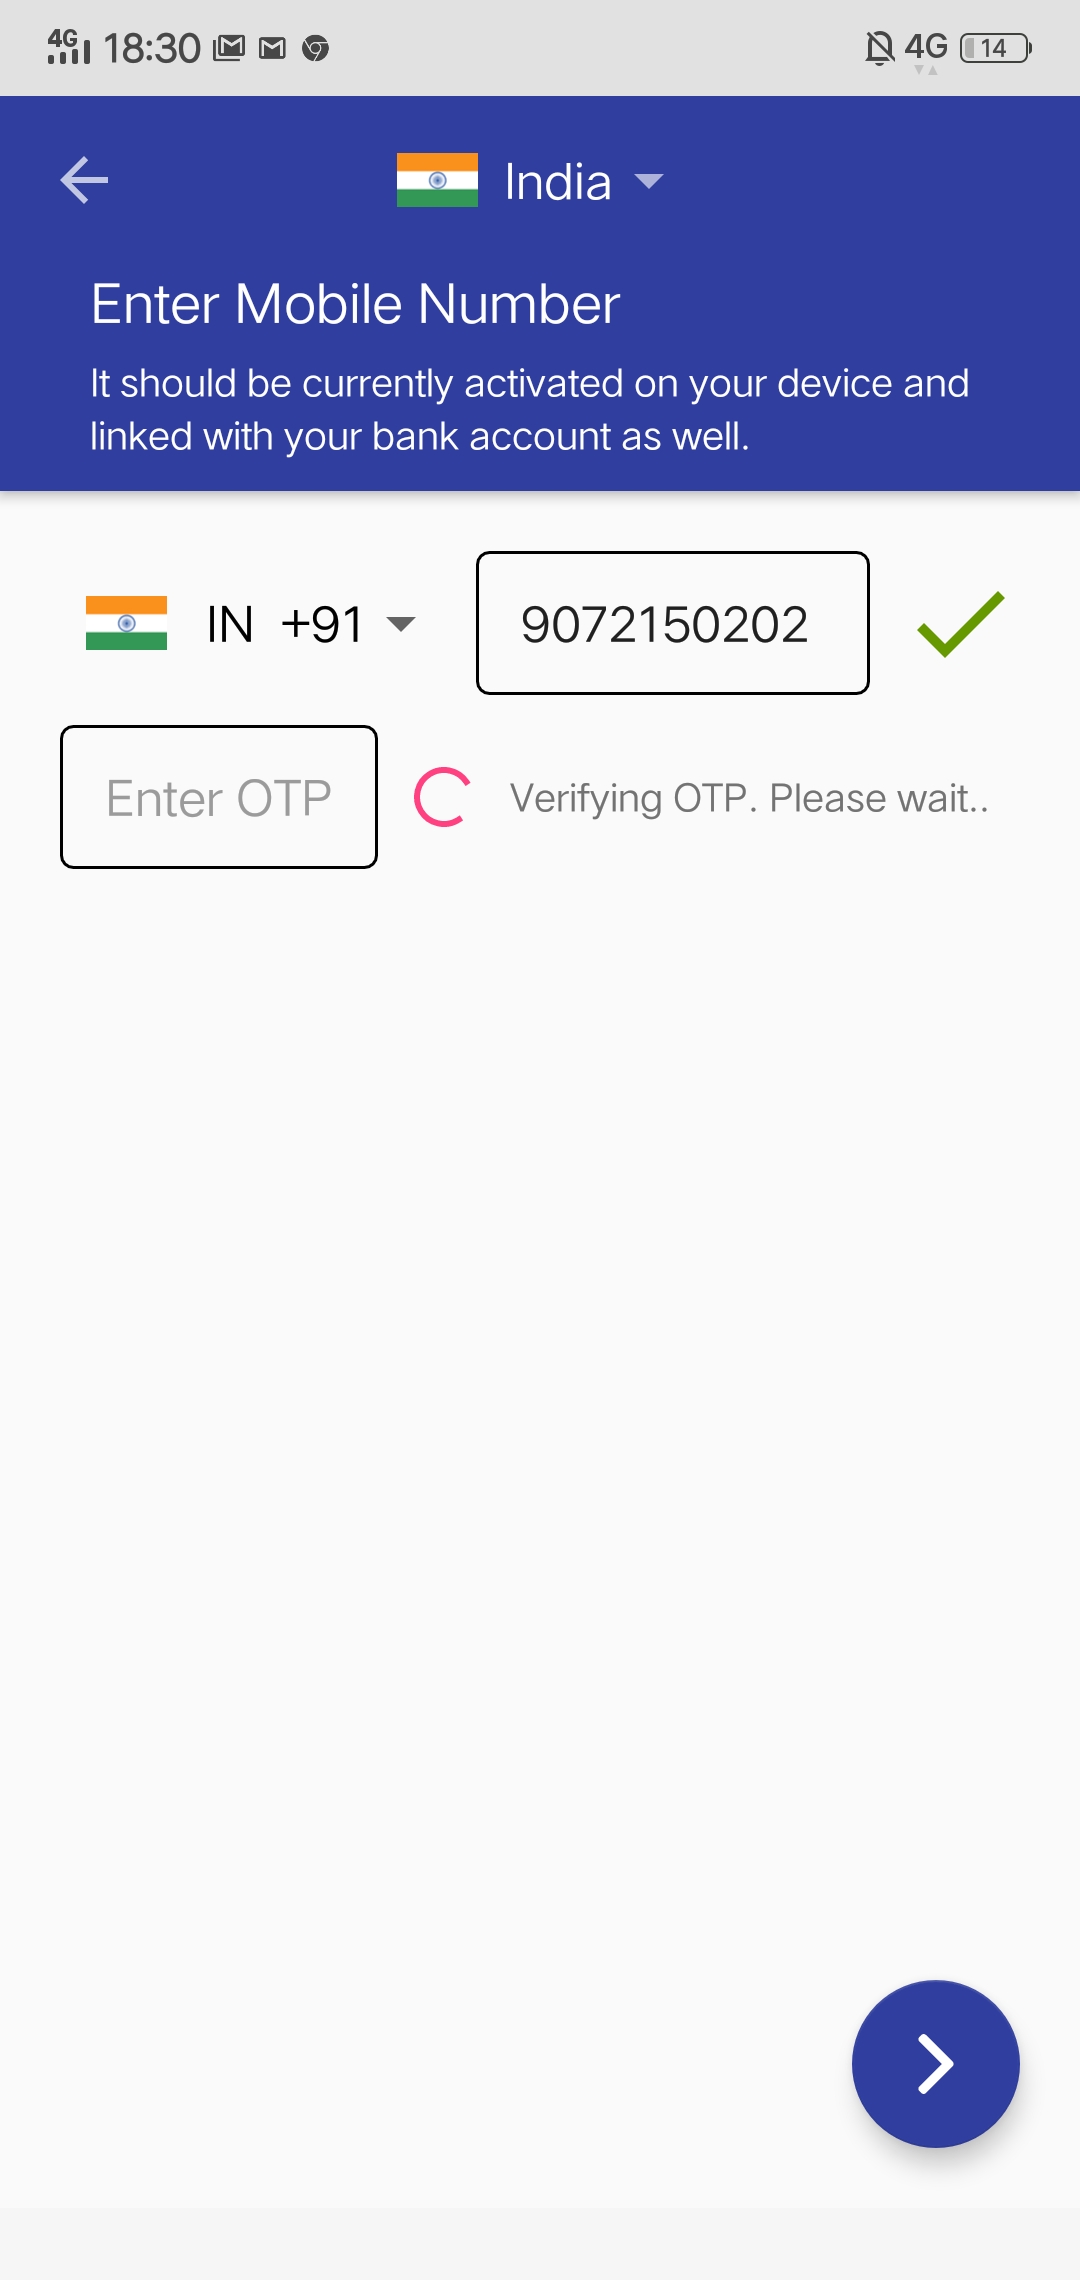 4G 18:30 4G 14
India
Enter Mobile Number
It should be currently activated on your device and
linked with your bank account as well.
IN +91 9072150202
Enter OTP Verifying OTP. Please wait..